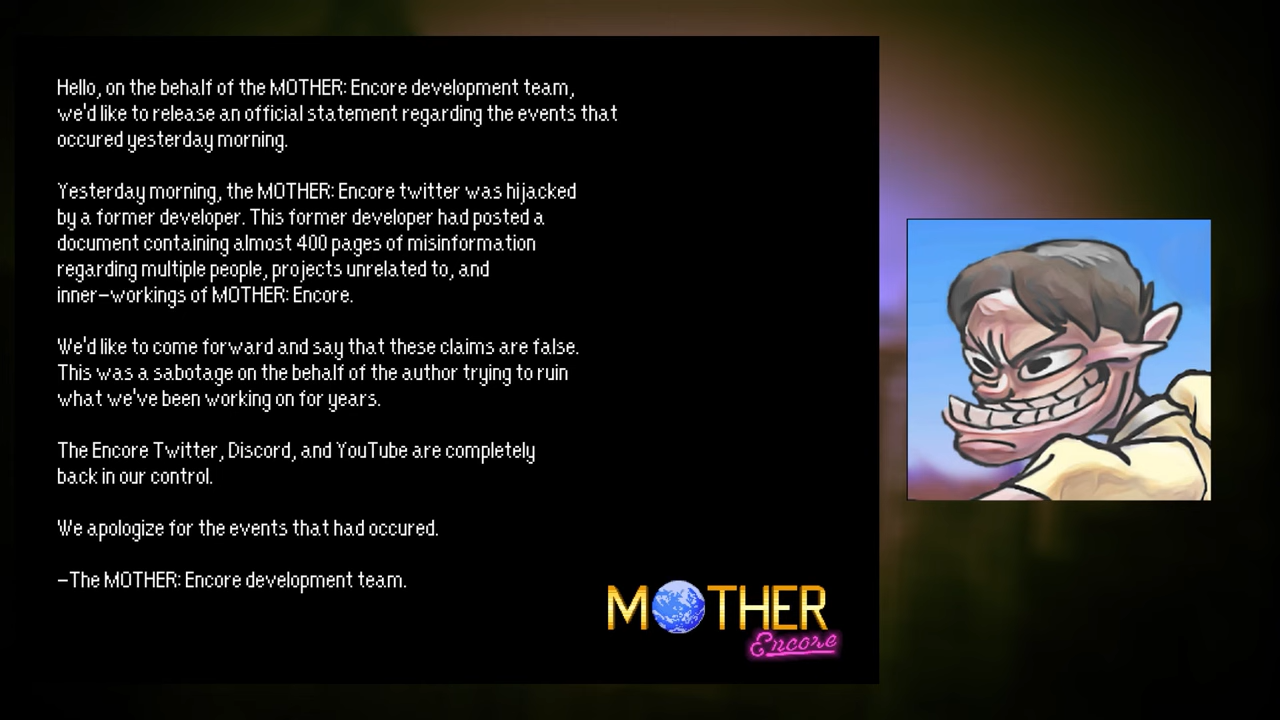 Hello, on the behalf of the MOTHER: Encore development team,
we'd like to release an official statement regarding the events that
occured yesterday morning.
Yesterday morning, the MOTHER: Encore twitter was hijacked
by a former developer. This former developer had posted a
document containing almost 400 pages of misinformation
regarding multiple people, projects unrelated to, and
inner-workings of MOTHER: Encore.
We'd like to come forward and say that these claims are false.
This was a sabotage on the behalf of the author trying to ruin
what we've been working on for years.
The Encore Twitter, Discord, and YouTube are completely
back in our control.
We apologize for the events that had occured.
-The MOTHER: Encore development team.
MOTHER
Encore